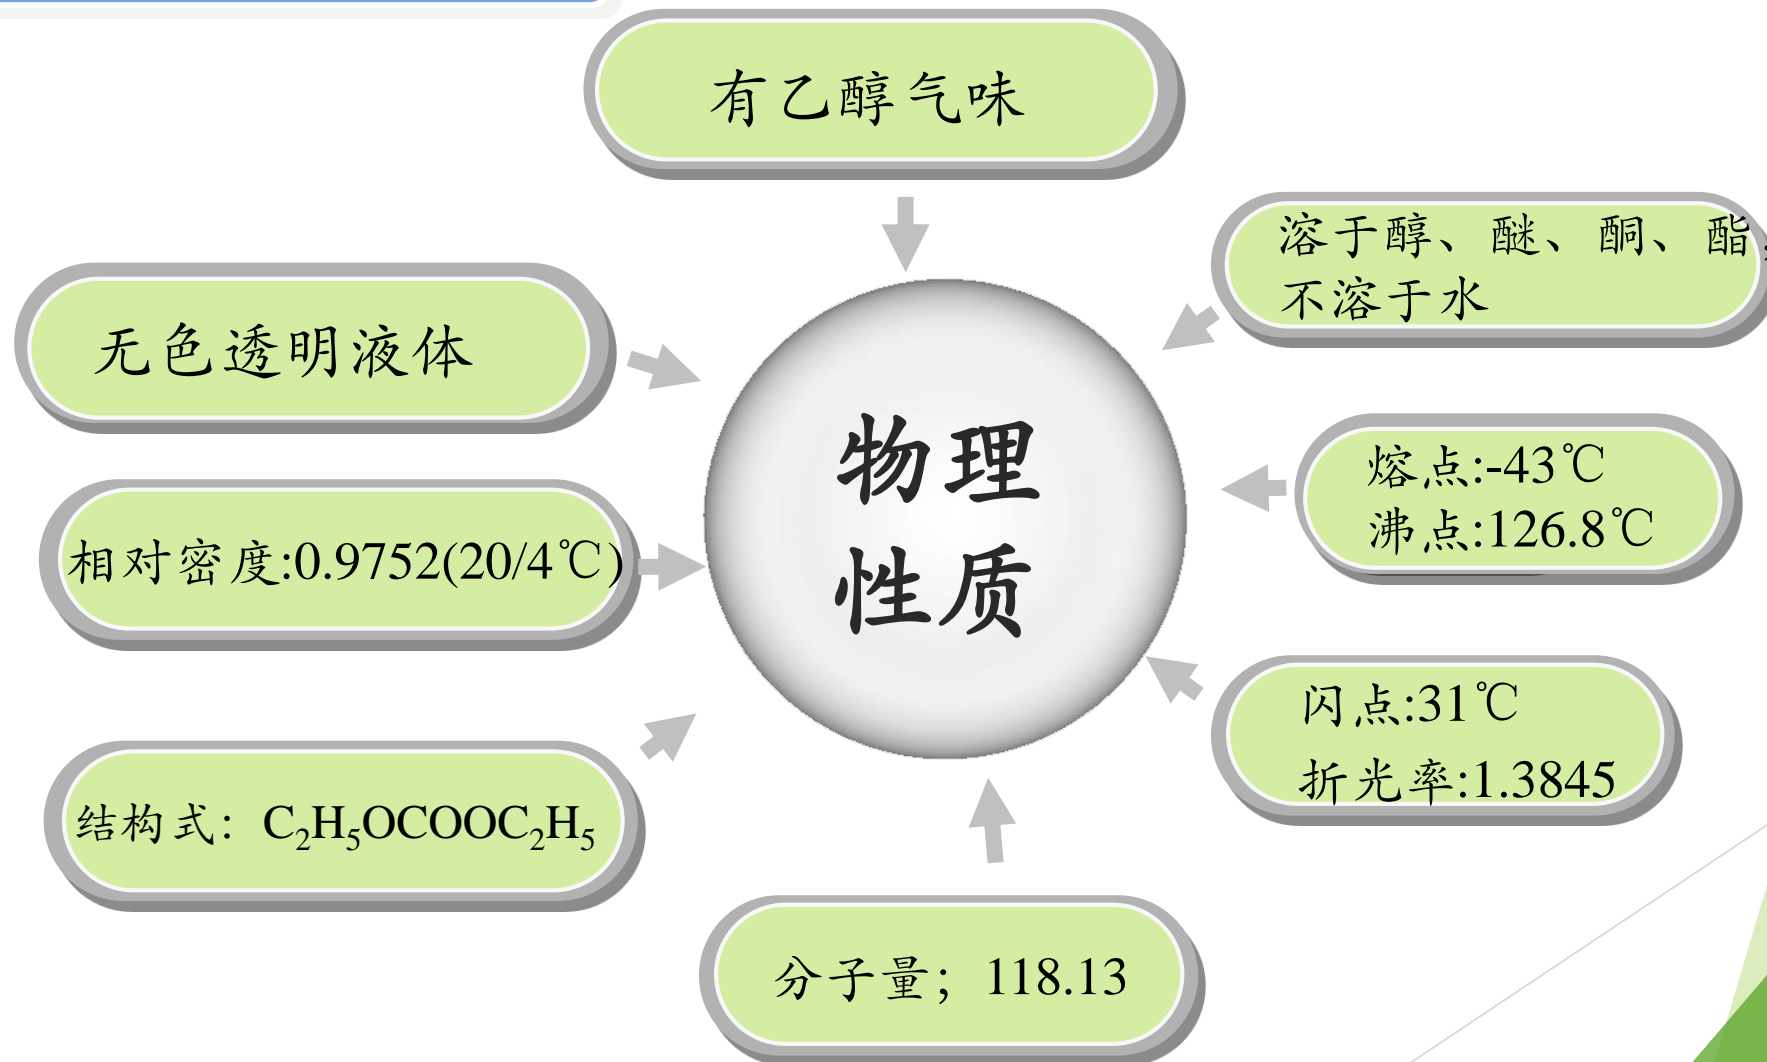 有乙醇气味
溶于醇、醚、酮、酯,
不溶于水
无色透明液体
物理
性质
熔点:-43℃
沸点:126.8℃
相对密度:0.9752(20/4℃)
闪点:31℃
折光率:1.3845
结构式: C₂H₅OCOOC₂H₅
分子量; 118.13